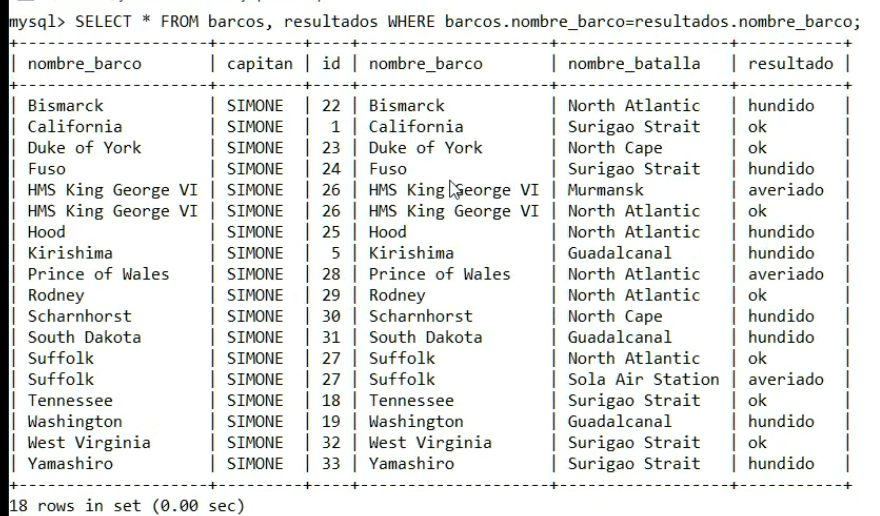 mysql> SELECT * FROM barcos, resultados WHERE barcos.nombre_barco=resultados.nombre_barco;
+--------------------+---------+----+--------------------+------------------+-----------+
| nombre_barco       | capitan | id | nombre_barco       | nombre_batalla   | resultado |
+--------------------+---------+----+--------------------+------------------+-----------+
| Bismarck           | SIMONE  | 22 | Bismarck           | North Atlantic   | hundido   |
| California         | SIMONE  |  1 | California         | Surigao Strait   | ok        |
| Duke of York       | SIMONE  | 23 | Duke of York       | North Cape       | ok        |
| Fuso               | SIMONE  | 24 | Fuso               | Surigao Strait   | hundido   |
| HMS King George VI | SIMONE  | 26 | HMS King George VI | Murmansk         | averiado  |
| HMS King George VI | SIMONE  | 26 | HMS King George VI | North Atlantic   | ok        |
| Hood               | SIMONE  | 25 | Hood               | North Atlantic   | hundido   |
| Kirishima          | SIMONE  |  5 | Kirishima          | Guadalcanal      | hundido   |
| Prince of Wales    | SIMONE  | 28 | Prince of Wales    | North Atlantic   | averiado  |
| Rodney             | SIMONE  | 29 | Rodney             | North Atlantic   | ok        |
| Scharnhorst        | SIMONE  | 30 | Scharnhorst        | North Cape       | hundido   |
| South Dakota       | SIMONE  | 31 | South Dakota       | Guadalcanal      | hundido   |
| Suffolk            | SIMONE  | 27 | Suffolk            | North Atlantic   | ok        |
| Suffolk            | SIMONE  | 27 | Suffolk            | Sola Air Station | averiado  |
| Tennessee          | SIMONE  | 18 | Tennessee          | Surigao Strait   | ok        |
| Washington         | SIMONE  | 19 | Washington         | Guadalcanal      | hundido   |
| West Virginia      | SIMONE  | 32 | West Virginia      | Surigao Strait   | ok        |
| Yamashiro          | SIMONE  | 33 | Yamashiro          | Surigao Strait   | hundido   |
+--------------------+---------+----+--------------------+------------------+-----------+
18 rows in set (0.00 sec)